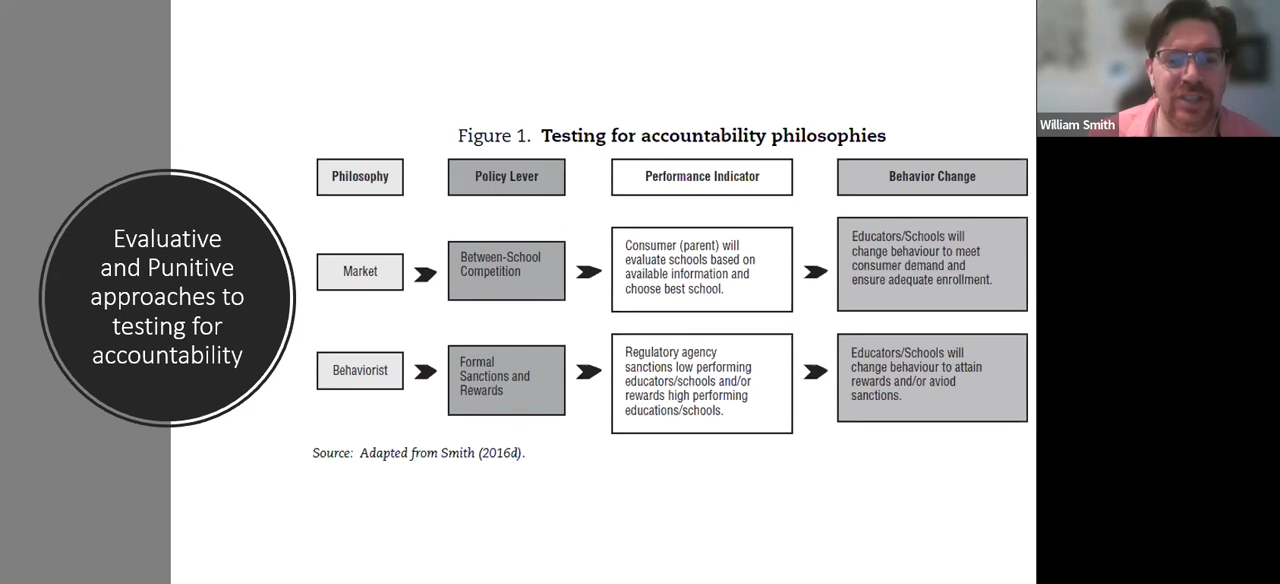 Evaluative
and Punitive
approaches to
testing for
accountability
Figure 1. Testing for accountability philosophies
Philosophy
Policy Lever
Performance Indicator
Behavior Change
Market
Between-School
Competition
Consumer (parent) will
evaluate schools based on
available information and
choose best school.
Educators/Schools will
change behaviour to meet
consumer demand and
ensure adequate enrollment.
Behaviorist
Formal
Sanctions and
Rewards
Regulatory agency
sanctions low performing
educators/schools and/or
rewards high performing
educations/schools.
Educators/Schools will
change behaviour to attain
rewards and/or aviod
sanctions.
Source: Adapted from Smith (2016d).
William Smith